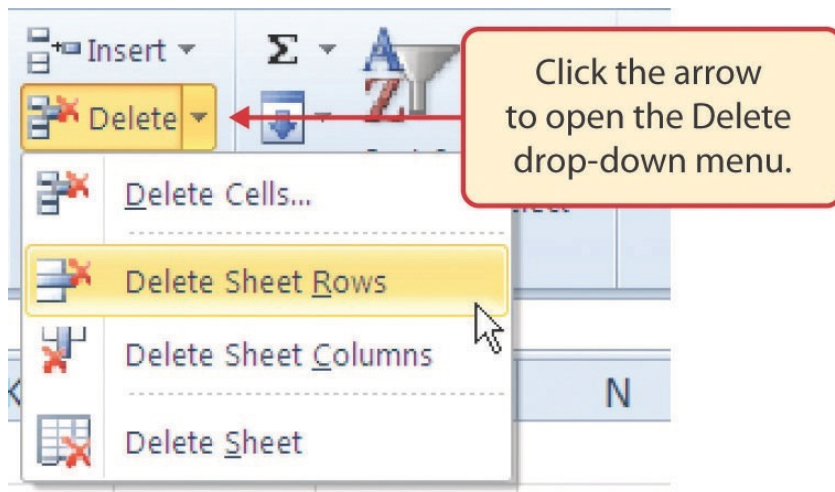 Insert
Σ
A
Z
Delete
Click the arrow
to open the Delete
drop-down menu.
Delete Cells...
Delete Sheet Rows
Delete Sheet Columns
N
Delete Sheet